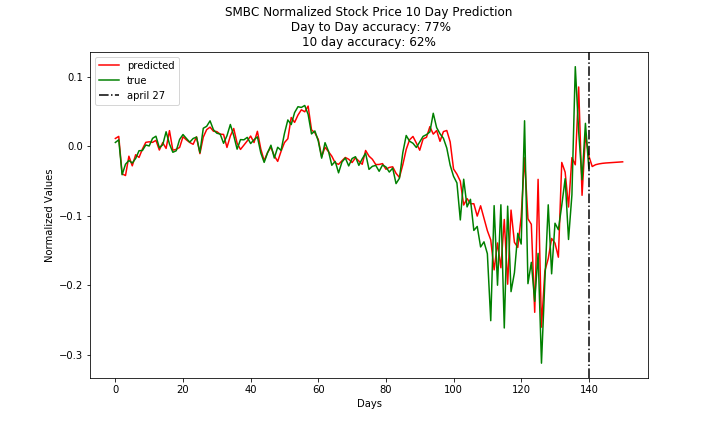 SMBC Normalized Stock Price 10 Day Prediction
Day to Day accuracy: 77%
10 day accuracy: 62%
predicted
true
april 27
0.1
0.0
−0.1
−0.2
−0.3
Normalized Values
0 20 40 60 80 100 120 140
Days